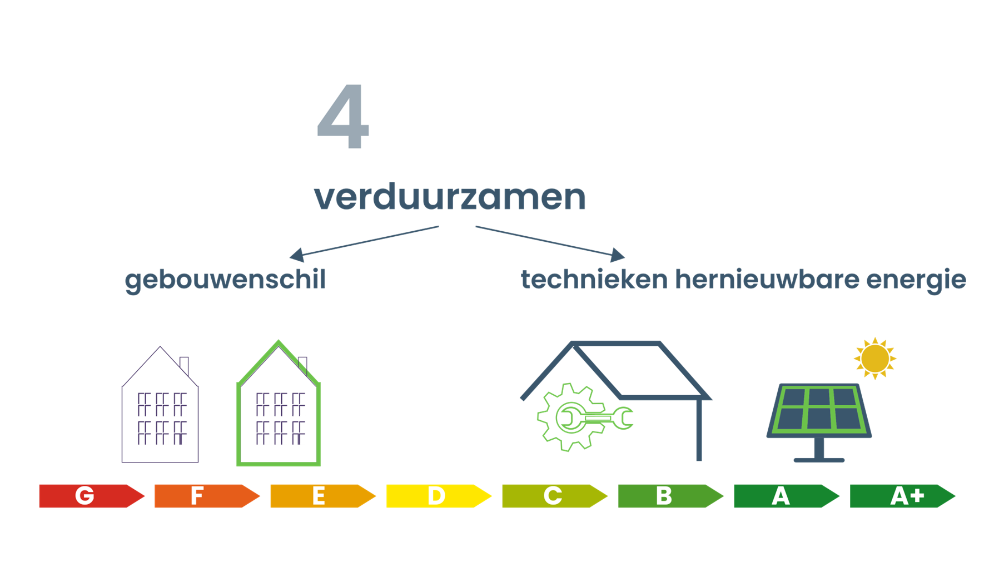 4
verduurzamen
gebouwenschil
technieken hernieuwbare energie
G F E D C B A A+